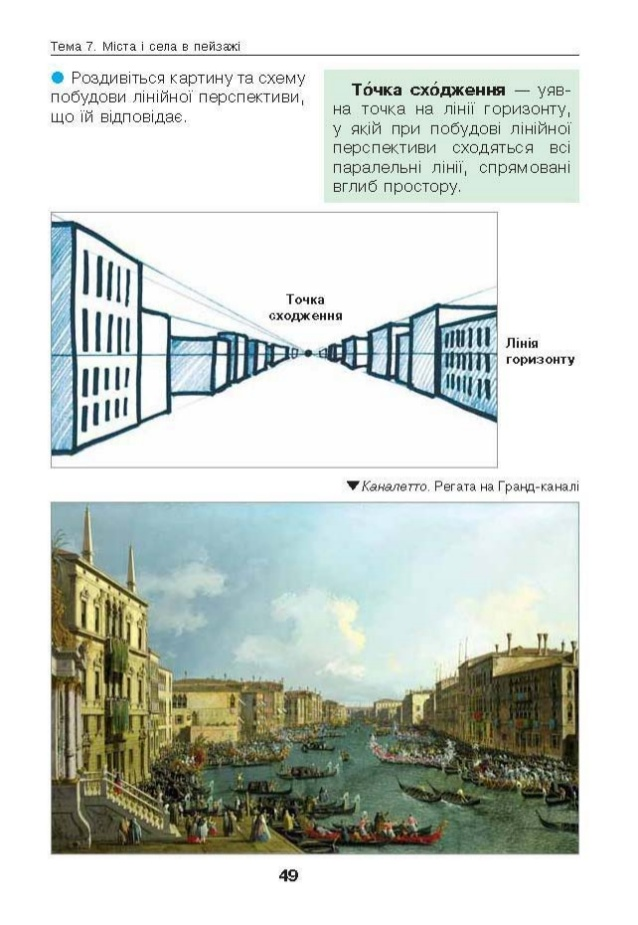 Тема 7. Міста і села в пейзажі
● Роздивіться картину та схему
побудови лінійної перспективи,
що їй відповідає.
То́чка схо́дження — уяв-
на точка на лінії горизонту,
у якій при побудові лінійної
перспективи сходяться всі
паралельні лінії, спрямовані
вглиб простору.
Точка
сходження
Лінія
горизонту
▼ Каналетто. Регата на Гранд-каналі
49